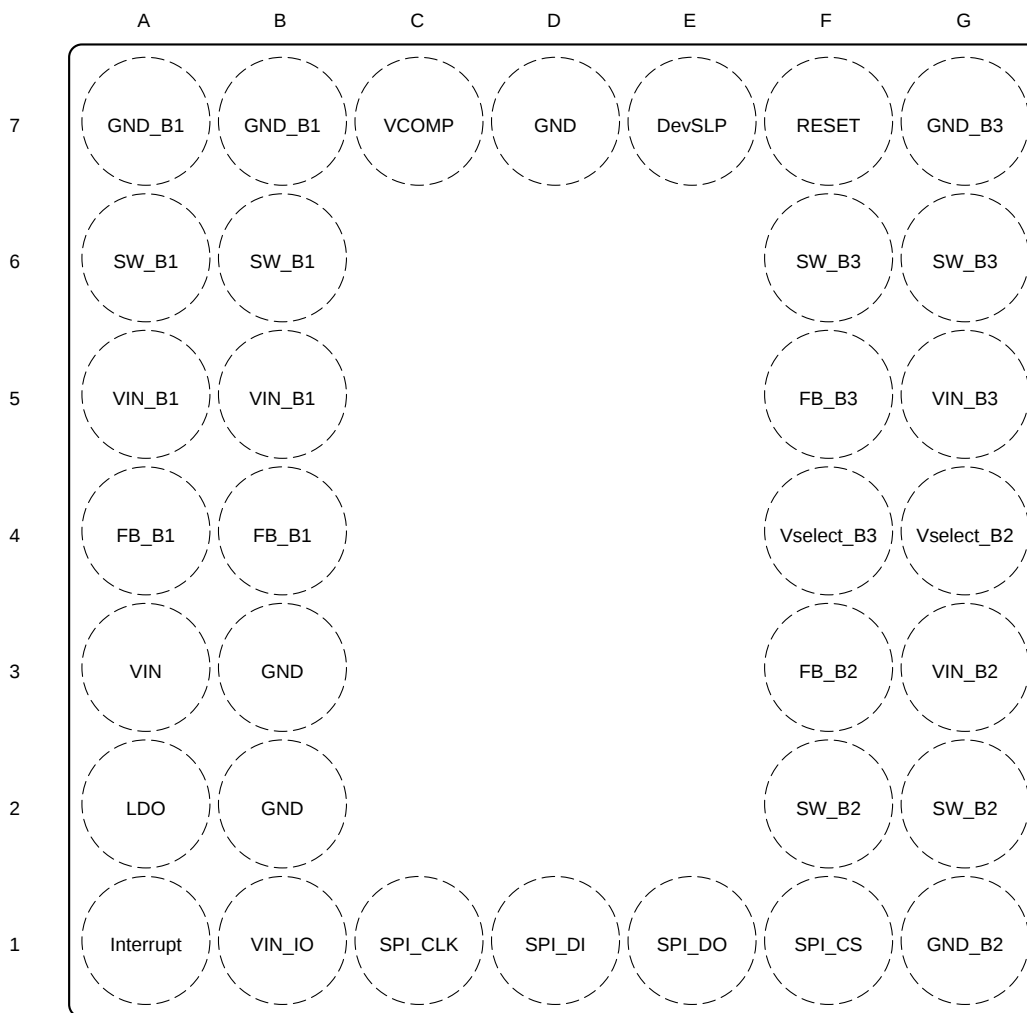 A B C D E F G
7 GND_B1 GND_B1 VCOMP GND DevSLP RESET GND_B3
6 SW_B1 SW_B1 SW_B3 SW_B3
5 VIN_B1 VIN_B1 FB_B3 VIN_B3
4 FB_B1 FB_B1 Vselect_B3 Vselect_B2
3 VIN GND FB_B2 VIN_B2
2 LDO GND SW_B2 SW_B2
1 Interrupt VIN_IO SPI_CLK SPI_DI SPI_DO SPI_CS GND_B2